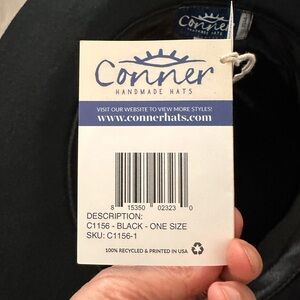 Conner
HANDMADE HATS
VISIT OUR WEBSITE TO VIEW MORE STYLES!
www.connerhats.com
8 15350 02323 0
DESCRIPTION:
C1156 - BLACK - ONE SIZE
SKU: C1156-1
100% RECYCLED & PRINTED IN USA
Conner